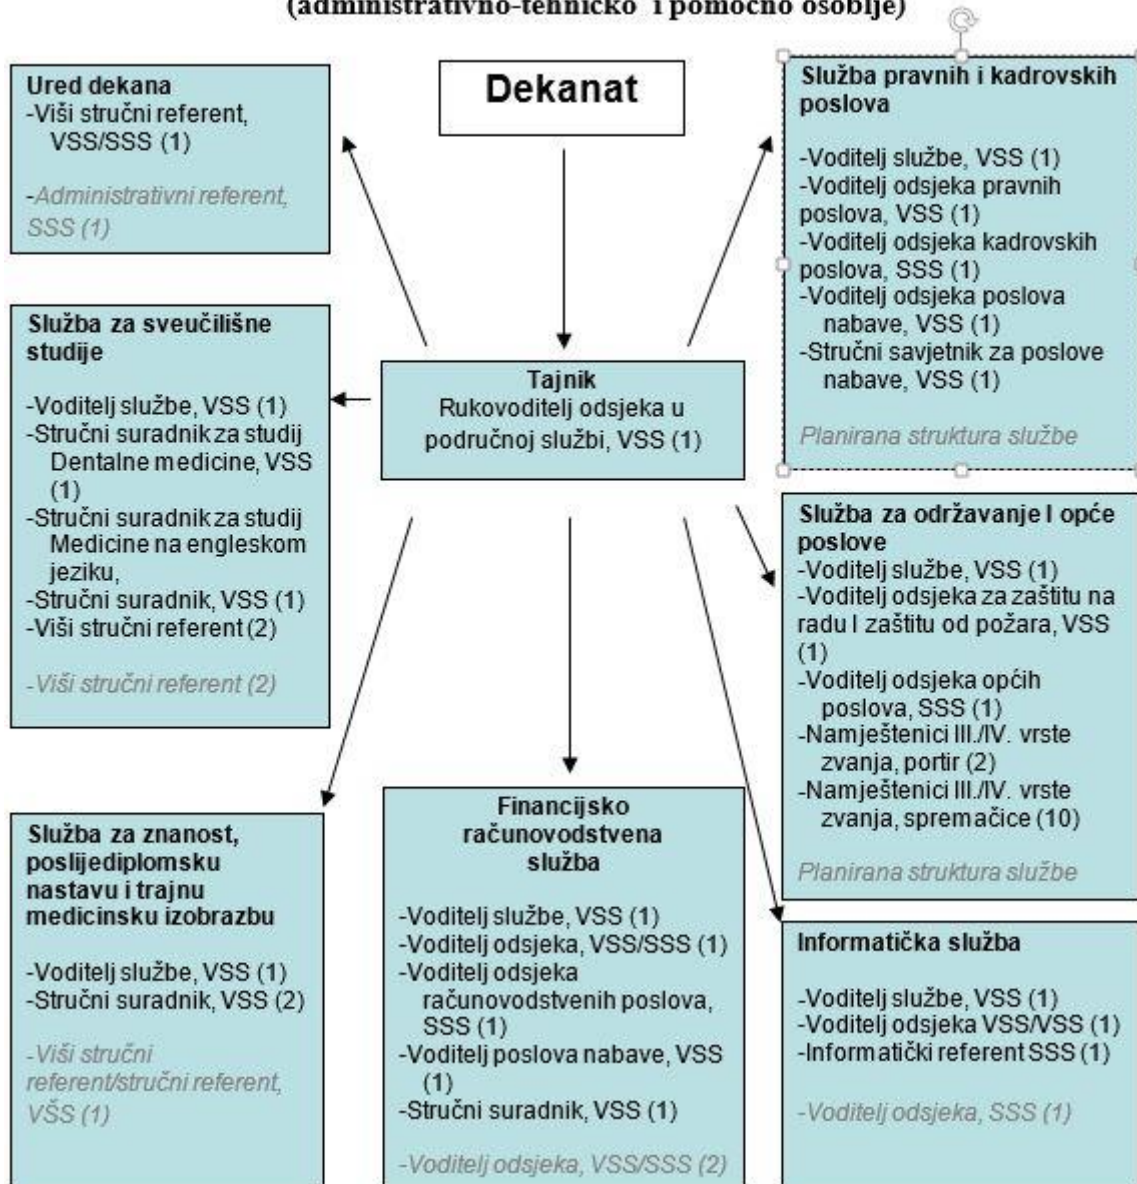 (administrativno-tehničko i pomoćno osoblje)
Dekanat
Ured dekana
-Viši stručni referent,
VSS/SSS (1)
-Administrativni referent,
SSS (1)
Služba pravnih i kadrovskih
poslova
-Voditelj službe, VSS (1)
-Voditelj odsjeka pravnih
poslova, VSS (1)
-Voditelj odsjeka kadrovskih
poslova, SSS (1)
-Voditelj odsjeka poslova
nabave, VSS (1)
-Stručni savjetnik za poslove
nabave, VSS (1)
Planirana struktura službe
Služba za sveučilišne
studije
-Voditelj službe, VSS (1)
-Stručni suradnik za studij
Dentalne medicine, VSS
(1)
-Stručni suradnik za studij
Medicine na engleskom
jeziku,
-Stručni suradnik, VSS (1)
-Viši stručni referent (2)
-Viši stručni referent (2)
Tajnik
Rukovoditelj odsjeka u
područnoj službi, VSS (1)
Služba za održavanje I opće
poslove
-Voditelj službe, VSS (1)
-Voditelj odsjeka za zaštitu na
radu I zaštitu od požara, VSS
(1)
-Voditelj odsjeka općih
poslova, SSS (1)
-Namještenici III./IV. vrste
zvanja, portir (2)
-Namještenici III./IV. vrste
zvanja, spremačice (10)
Planirana struktura službe
Služba za znanost,
poslijediplomsku
nastavu i trajnu
medicinsku izobrazbu
-Voditelj službe, VSS (1)
-Stručni suradnik, VSS (2)
-Viši stručni
referent/stručni referent,
VŠS (1)
Financijsko
računovodstvena
služba
-Voditelj službe, VSS (1)
-Voditelj odsjeka, VSS/SSS (1)
-Voditelj odsjeka
računovodstvenih poslova,
SSS (1)
-Voditelj poslova nabave, VSS
(1)
-Stručni suradnik, VSS (1)
-Voditelj odsjeka, VSS/SSS (2)
Informatička služba
-Voditelj službe, VSS (1)
-Voditelj odsjeka VSS/VSS (1)
-Informatički referent SSS (1)
-Voditelj odsjeka, SSS (1)